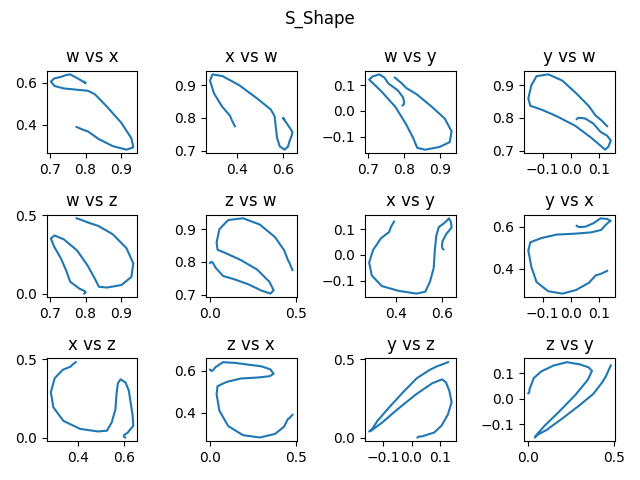 S_Shape
w vs x
x vs w
w vs y
y vs w
0.6
0.4
0.7 0.8 0.9
0.9
0.8
0.7
0.4 0.6
0.1
0.0
−0.1
0.7 0.8 0.9
0.9
0.8
0.7
−0.1 0.0 0.1
w vs z
z vs w
x vs y
y vs x
0.5
0.0
0.7 0.8 0.9
0.9
0.8
0.7
0.0 0.5
0.1
0.0
−0.1
0.4 0.6
0.6
0.4
−0.1 0.0 0.1
x vs z
z vs x
y vs z
z vs y
0.5
0.0
0.4 0.6
0.6
0.4
0.0 0.5
0.5
0.0
−0.1 0.0 0.1
0.1
0.0
−0.1
0.0 0.5